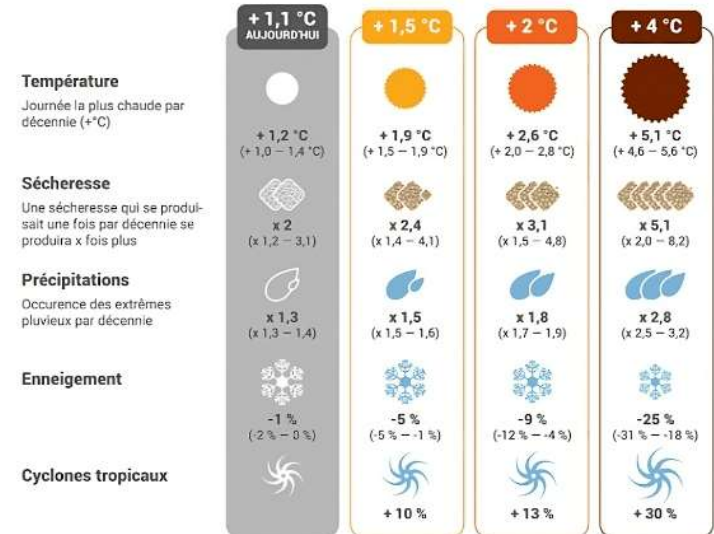 + 1,1 °C
AUJOURD'HUI
+ 1,5 °C
+ 2 °C
+ 4 °C
Température
Journée la plus chaude par
décennie (+°C)
+ 1,2 °C
(+ 1,0 – 1,4 °C)
+ 1,9 °C
(+ 1,5 – 1,9 °C)
+ 2,6 °C
(+ 2,0 – 2,8 °C)
+ 5,1 °C
(+ 4,6 – 5,6 °C)
Sécheresse
Une sécheresse qui se produi-
sait une fois par décennie se
produira x fois plus
x 2
(x 1,2 – 3,1)
x 2,4
(x 1,4 – 4,1)
x 3,1
(x 1,5 – 4,8)
x 5,1
(x 2,0 – 8,2)
Précipitations
Occurence des extrêmes
pluvieux par décennie
x 1,3
(x 1,3 – 1,4)
x 1,5
(x 1,5 – 1,6)
x 1,8
(x 1,7 – 1,9)
x 2,8
(x 2,5 – 3,2)
Enneigement
-1 %
(-2 % – 0 %)
-5 %
(-5 % – -1 %)
-9 %
(-12 % – -4 %)
-25 %
(-31 % – -18 %)
Cyclones tropicaux
+ 10 %
+ 13 %
+ 30 %